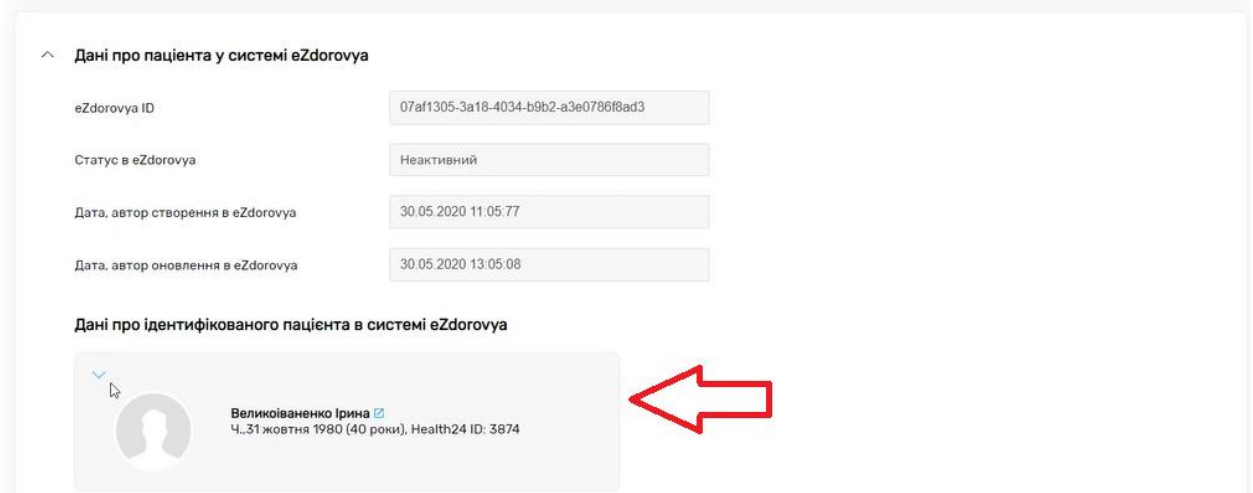 Дані про паціента у системі eZdorovya
eZdorovya ID 07af1305-3a18-4034-b9b2-a3e0786f8ad3
Статус в eZdorovya Неактивний
Дата, автор створення в eZdorovya 30.05.2020 11:05:77
Дата, автор оновлення в eZdorovya 30.05.2020 13:05:08
Дані про ідентифікованого пацієнта в системі eZdorovya
Великоіваненко Ірина
Ч.,31 жовтня 1980 (40 роки), Health24 ID: 3874